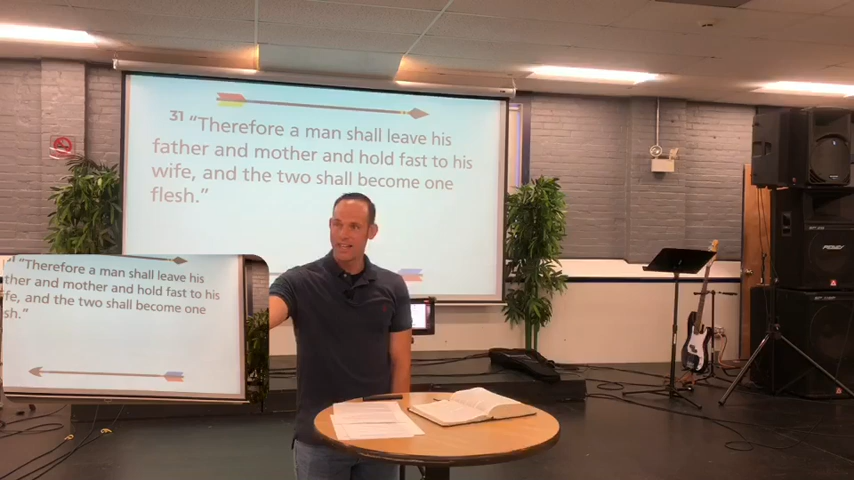 31 “Therefore a man shall leave his
father and mother and hold fast to his
wife, and the two shall become one
flesh.”
"Therefore a man shall leave his
ther and mother and hold fast to his
fe, and the two shall become one
sh.”
PEAVEY